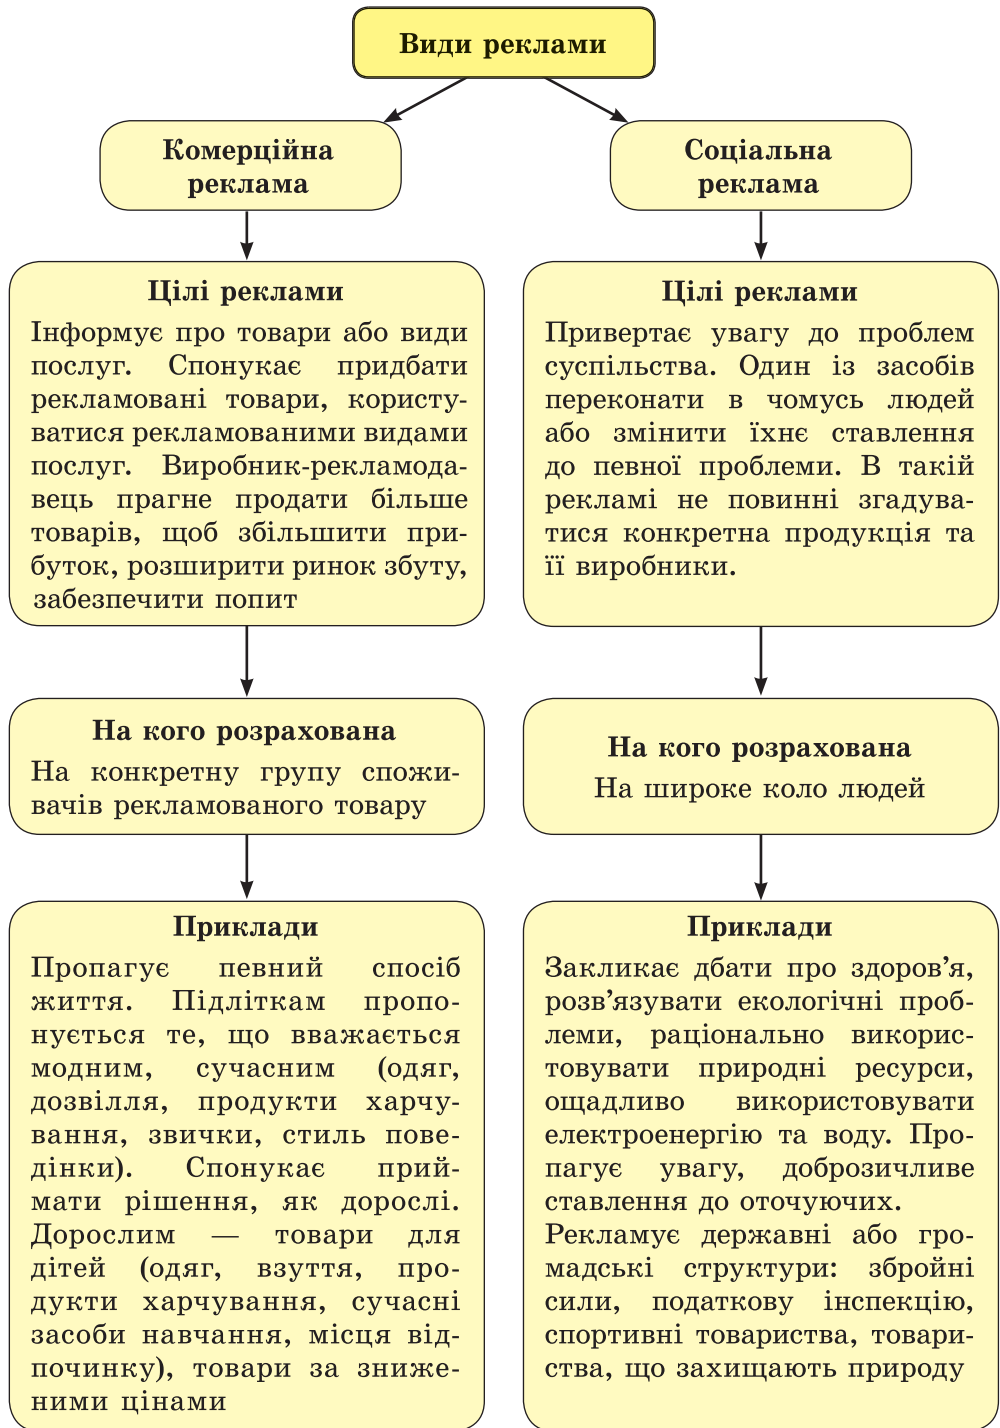 Види реклами
Комерційна
реклама
Цілі реклами
Інформує про товари або види
послуг. Спонукає придбати
рекламовані товари, користу-
ватися рекламованими видами
послуг. Виробник-рекламода-
вець прагне продати більше
товарів, щоб збільшити при-
буток, розширити ринок збуту,
забезпечити попит
На кого розрахована
На конкретну групу спожи-
вачів рекламованого товару
Приклади
Пропагує певний спосіб
життя. Підліткам пропо-
нується те, що вважається
модним, сучасним (одяг,
дозвілля, продукти харчу-
вання, звички, стиль пове-
дінки). Спонукає прий-
мати рішення, як дорослі.
Дорослим — товари для
дітей (одяг, взуття, про-
дукти харчування, сучасні
засоби навчання, місця від-
починку), товари за зниже-
ними цінами
Соціальна
реклама
Цілі реклами
Привертає увагу до проблем
суспільства. Один із засобів
переконати в чомусь людей
або змінити їхнє ставлення
до певної проблеми. В такій
рекламі не повинні згадува-
тися конкретна продукція та
її виробники.
На кого розрахована
На широке коло людей
Приклади
Закликає дбати про здоров’я,
розв’язувати екологічні проб-
леми, раціонально викорис-
товувати природні ресурси,
ощадливо використовувати
електроенергію та воду. Про-
пагує увагу, доброзичливе
ставлення до оточуючих.
Рекламує державні або гро-
мадські структури: збройні
сили, податкову інспекцію,
спортивні товариства, товари-
ства, що захищають природу